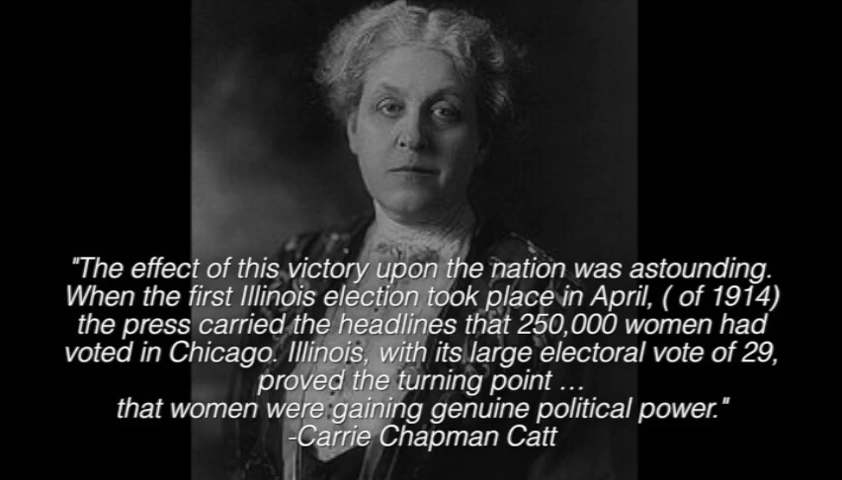 "The effect of this victory upon the nation was astounding.
When the first Illinois election took place in April, ( of 1914)
the press carried the headlines that 250,000 women had
voted in Chicago. Illinois, with its large electoral vote of 29,
proved the turning point ...
that women were gaining genuine political power."
-Carrie Chapman Catt